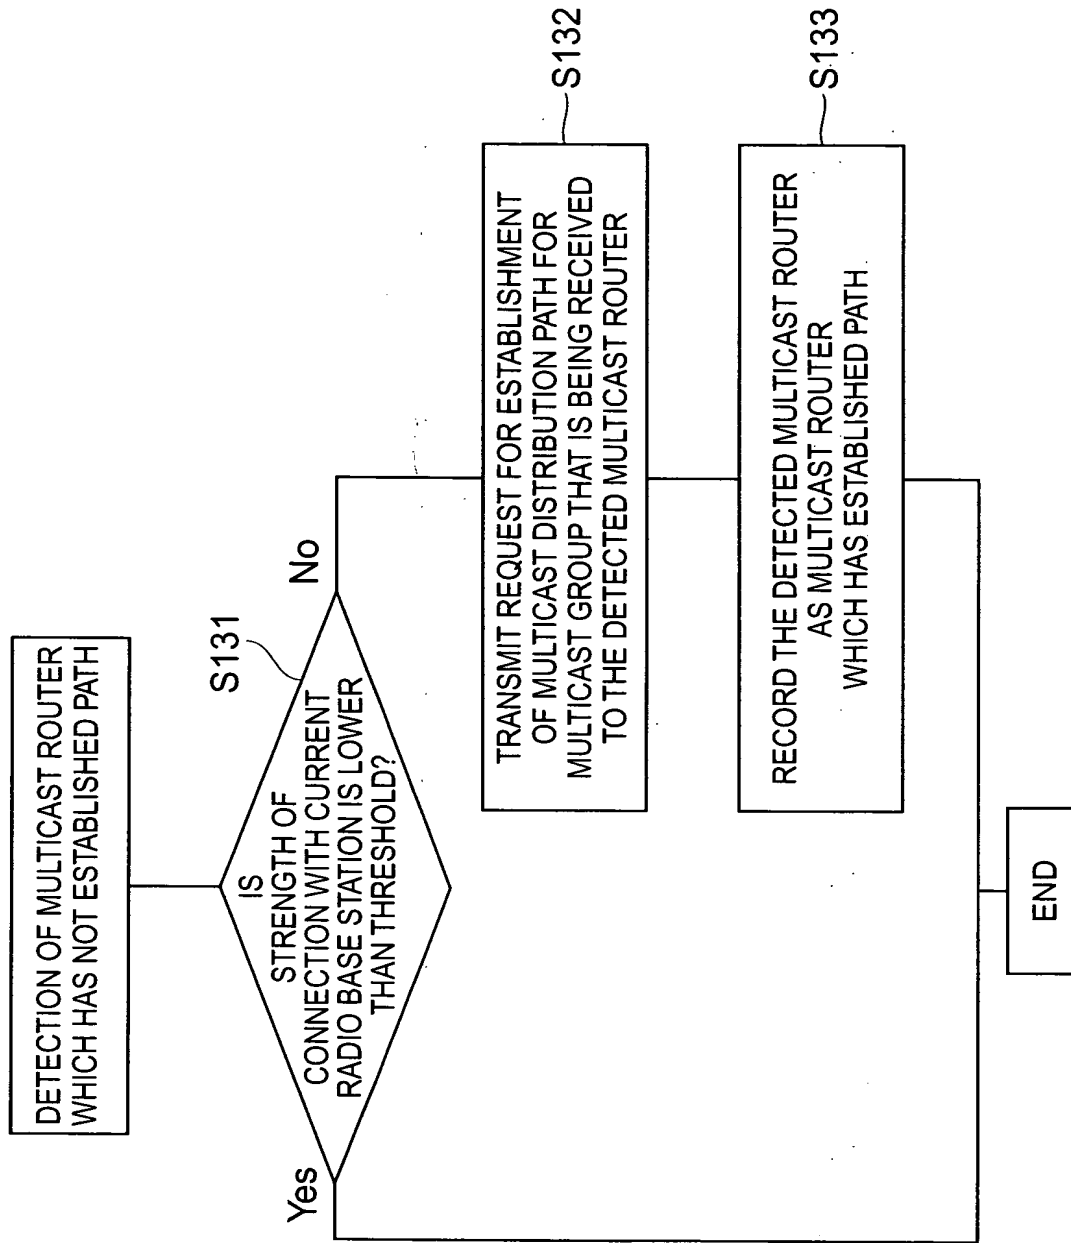 DETECTION OF MULTICAST ROUTER
WHICH HAS NOT ESTABLISHED PATH
S131
IS
STRENGTH OF
CONNECTION WITH CURRENT
RADIO BASE STATION IS LOWER
THAN THRESHOLD?
Yes
No
TRANSMIT REQUEST FOR ESTABLISHMENT
OF MULTICAST DISTRIBUTION PATH FOR
MULTICAST GROUP THAT IS BEING RECEIVED
TO THE DETECTED MULTICAST ROUTER
S132
RECORD THE DETECTED MULTICAST ROUTER
AS MULTICAST ROUTER
WHICH HAS ESTABLISHED PATH
S133
END